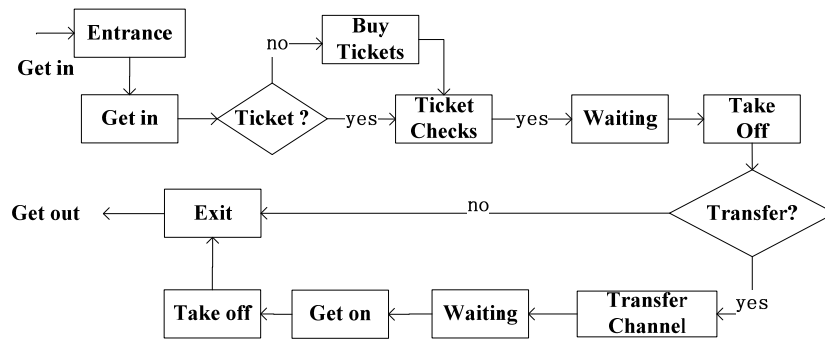 Entrance
Get in
Get in
Ticket ?
no
Buy
Tickets
yes
Ticket
Checks
yes
Waiting
Take
Off
Transfer?
no
Exit
Get out
yes
Transfer
Channel
Waiting
Get on
Take off